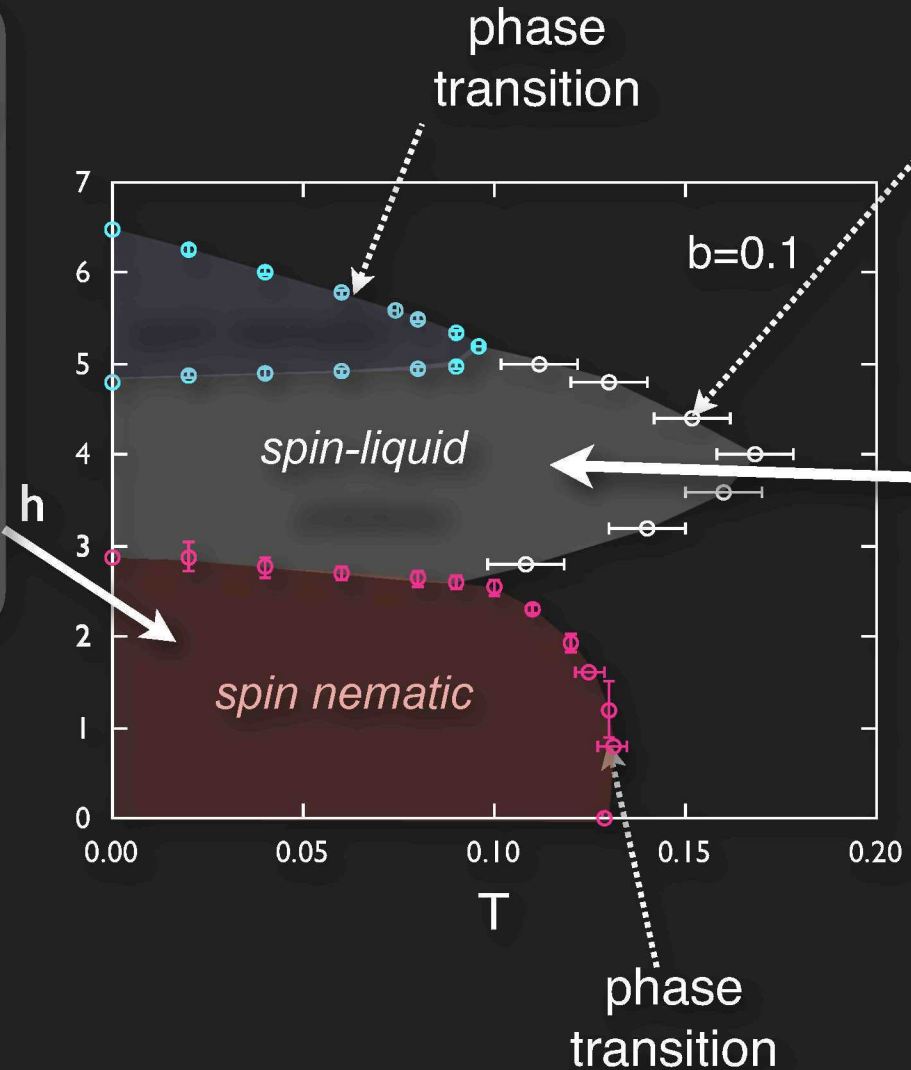 phase
transition
7
b=0.1
6
5
spin-liquid
4
h
3
2
spin nematic
1
0
0.00 0.05 0.10 0.15 0.20
T
phase
transition